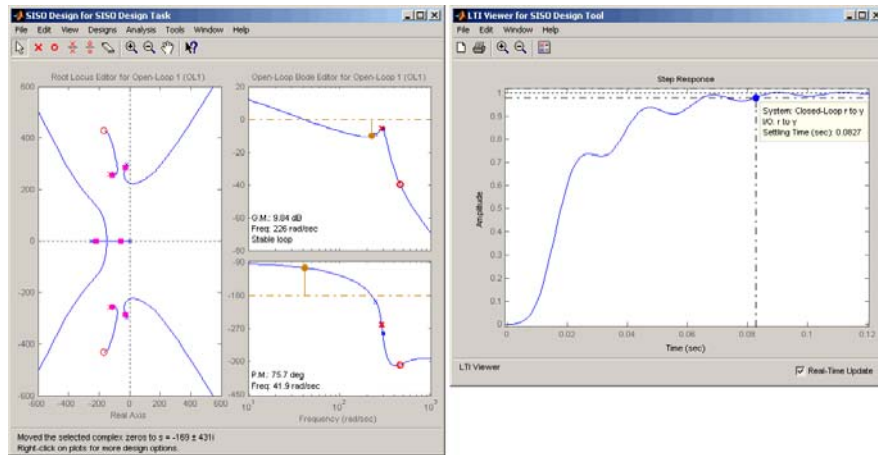 SISO Design for SISO Design Task
File Edit View Designs Analysis Tools Window Help
Root Locus Editor for Open-Loop 1 (OL1)
600
400
200
0
-200
-400
-600
-600 -400 -200 0 200 400 600
Real Axis
Open-Loop Bode Editor for Open-Loop 1 (OL1)
20
0
-20
-40
-60
-80
G.M.: 9.84 dB
Freq: 226 rad/sec
Stable loop
-90
-180
-270
-360
-450
P.M.: 75.7 deg
Freq: 41.9 rad/sec
10^1 10^2 10^3
Frequency (rad/sec)
Moved the selected complex zeros to s = -169 ± 431i
Right-click on plots for more design options.
LTI Viewer for SISO Design Tool
File Edit Window Help
Step Response
1
0.9
0.8
0.7
0.6
0.5
0.4
0.3
0.2
0.1
0
0 0.02 0.04 0.06 0.08 0.1 0.12
Amplitude
Time (sec)
System: Closed-Loop r to y
I/O: r to y
Settling Time (sec): 0.0827
LTI Viewer
Real-Time Update